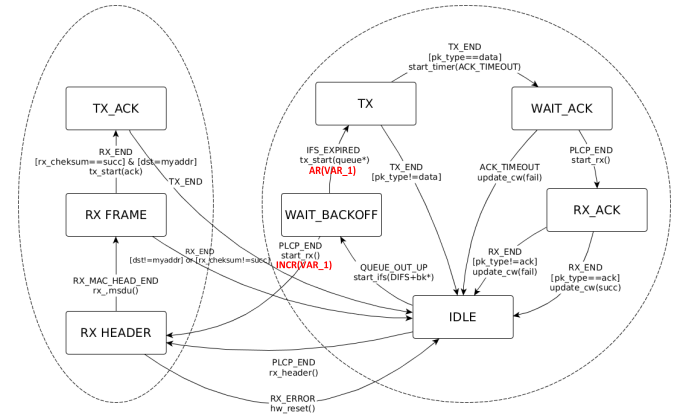 TX_END
[pk_type==data]
start_timer(ACK_TIMEOUT)
TX_ACK
TX
WAIT_ACK
RX_END
[rx_cheksum==succ] & [dst=myaddr]
tx_start(ack)
IFS_EXPIRED
tx_start(queue*)
AR(VAR_1)
PLCP_END
start_rx()
TX_END
TX_END
[pk_type!=data]
ACK_TIMEOUT
update_cw(fail)
RX FRAME
WAIT_BACKOFF
RX_ACK
RX_END
[dst!=myaddr] or [rx_cheksum!=succ]
PLCP_END
start_rx()
INCR(VAR_1)
RX_END
[pk_type!=ack]
update_cw(fail)
RX_MAC_HEAD_END
rx_,msdu()
QUEUE_OUT_UP
start_ifs(DIFS+bk*)
RX_END
[pk_type==ack]
update_cw(succ)
RX HEADER
IDLE
PLCP_END
rx_header()
RX_ERROR
hw_reset()